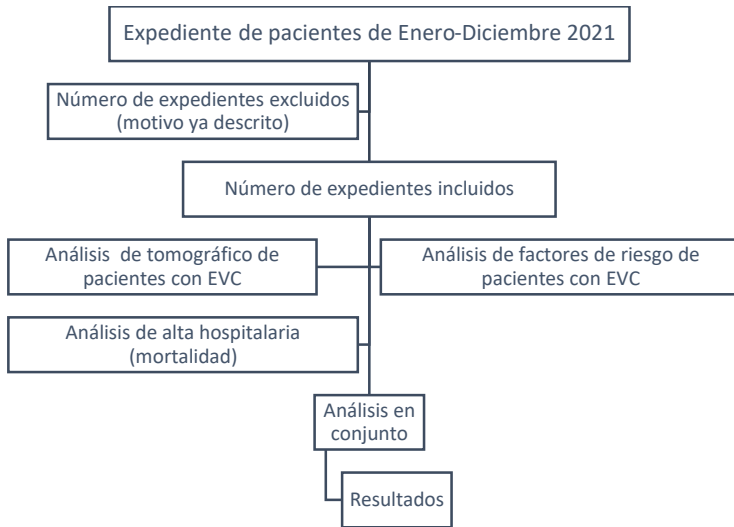 Expediente de pacientes de Enero-Diciembre 2021
Número de expedientes excluidos
(motivo ya descrito)
Número de expedientes incluidos
Análisis de tomográfico de
pacientes con EVC
Análisis de factores de riesgo de
pacientes con EVC
Análisis de alta hospitalaria
(mortalidad)
Análisis en
conjunto
Resultados